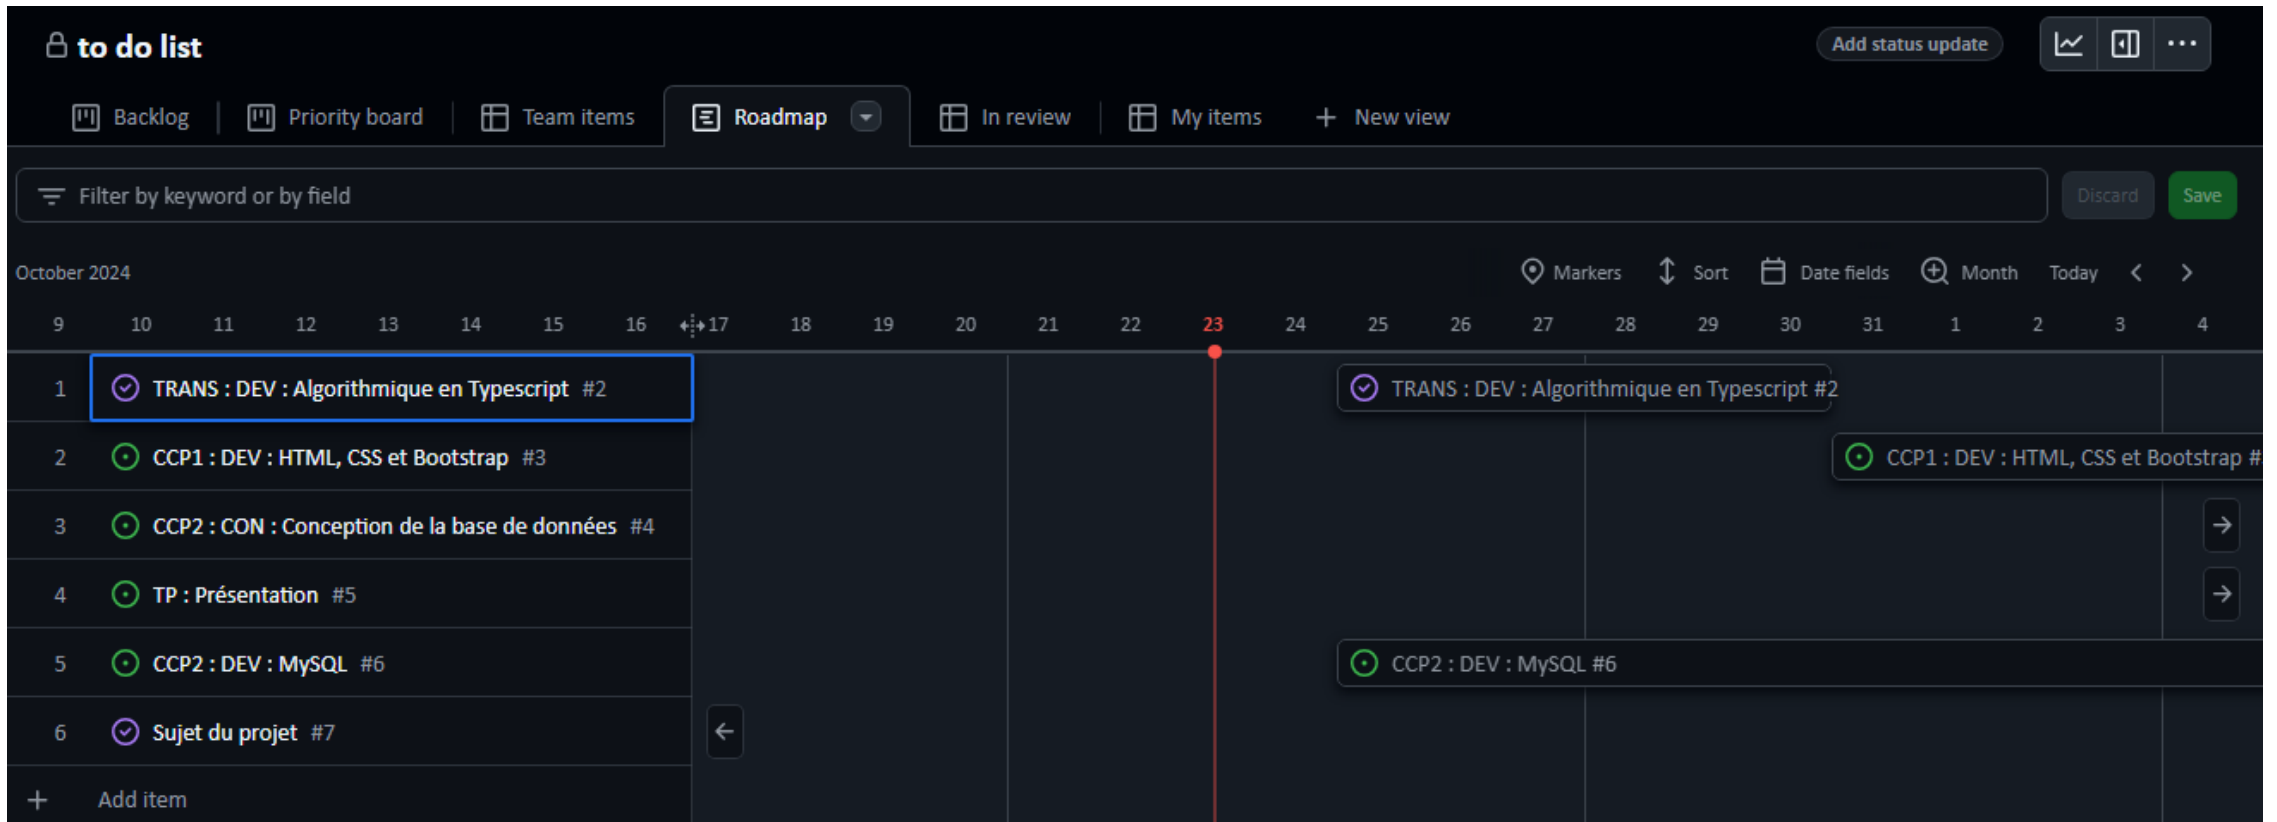 to do list
Add status update
Backlog
Priority board
Team items
Roadmap
In review
My items
New view
Filter by keyword or by field
Discard
Save
October 2024
Markers
Sort
Date fields
Month
Today
9 10 11 12 13 14 15 16 17 18 19 20 21 22 23 24 25 26 27 28 29 30 31 1 2 3 4
1 TRANS : DEV : Algorithmique en Typescript #2
TRANS : DEV : Algorithmique en Typescript #2
2 CCP1 : DEV : HTML, CSS et Bootstrap #3
CCP1 : DEV : HTML, CSS et Bootstrap #
3 CCP2 : CON : Conception de la base de données #4
4 TP : Présentation #5
5 CCP2 : DEV : MySQL #6
CCP2 : DEV : MySQL #6
6 Sujet du projet #7
Add item